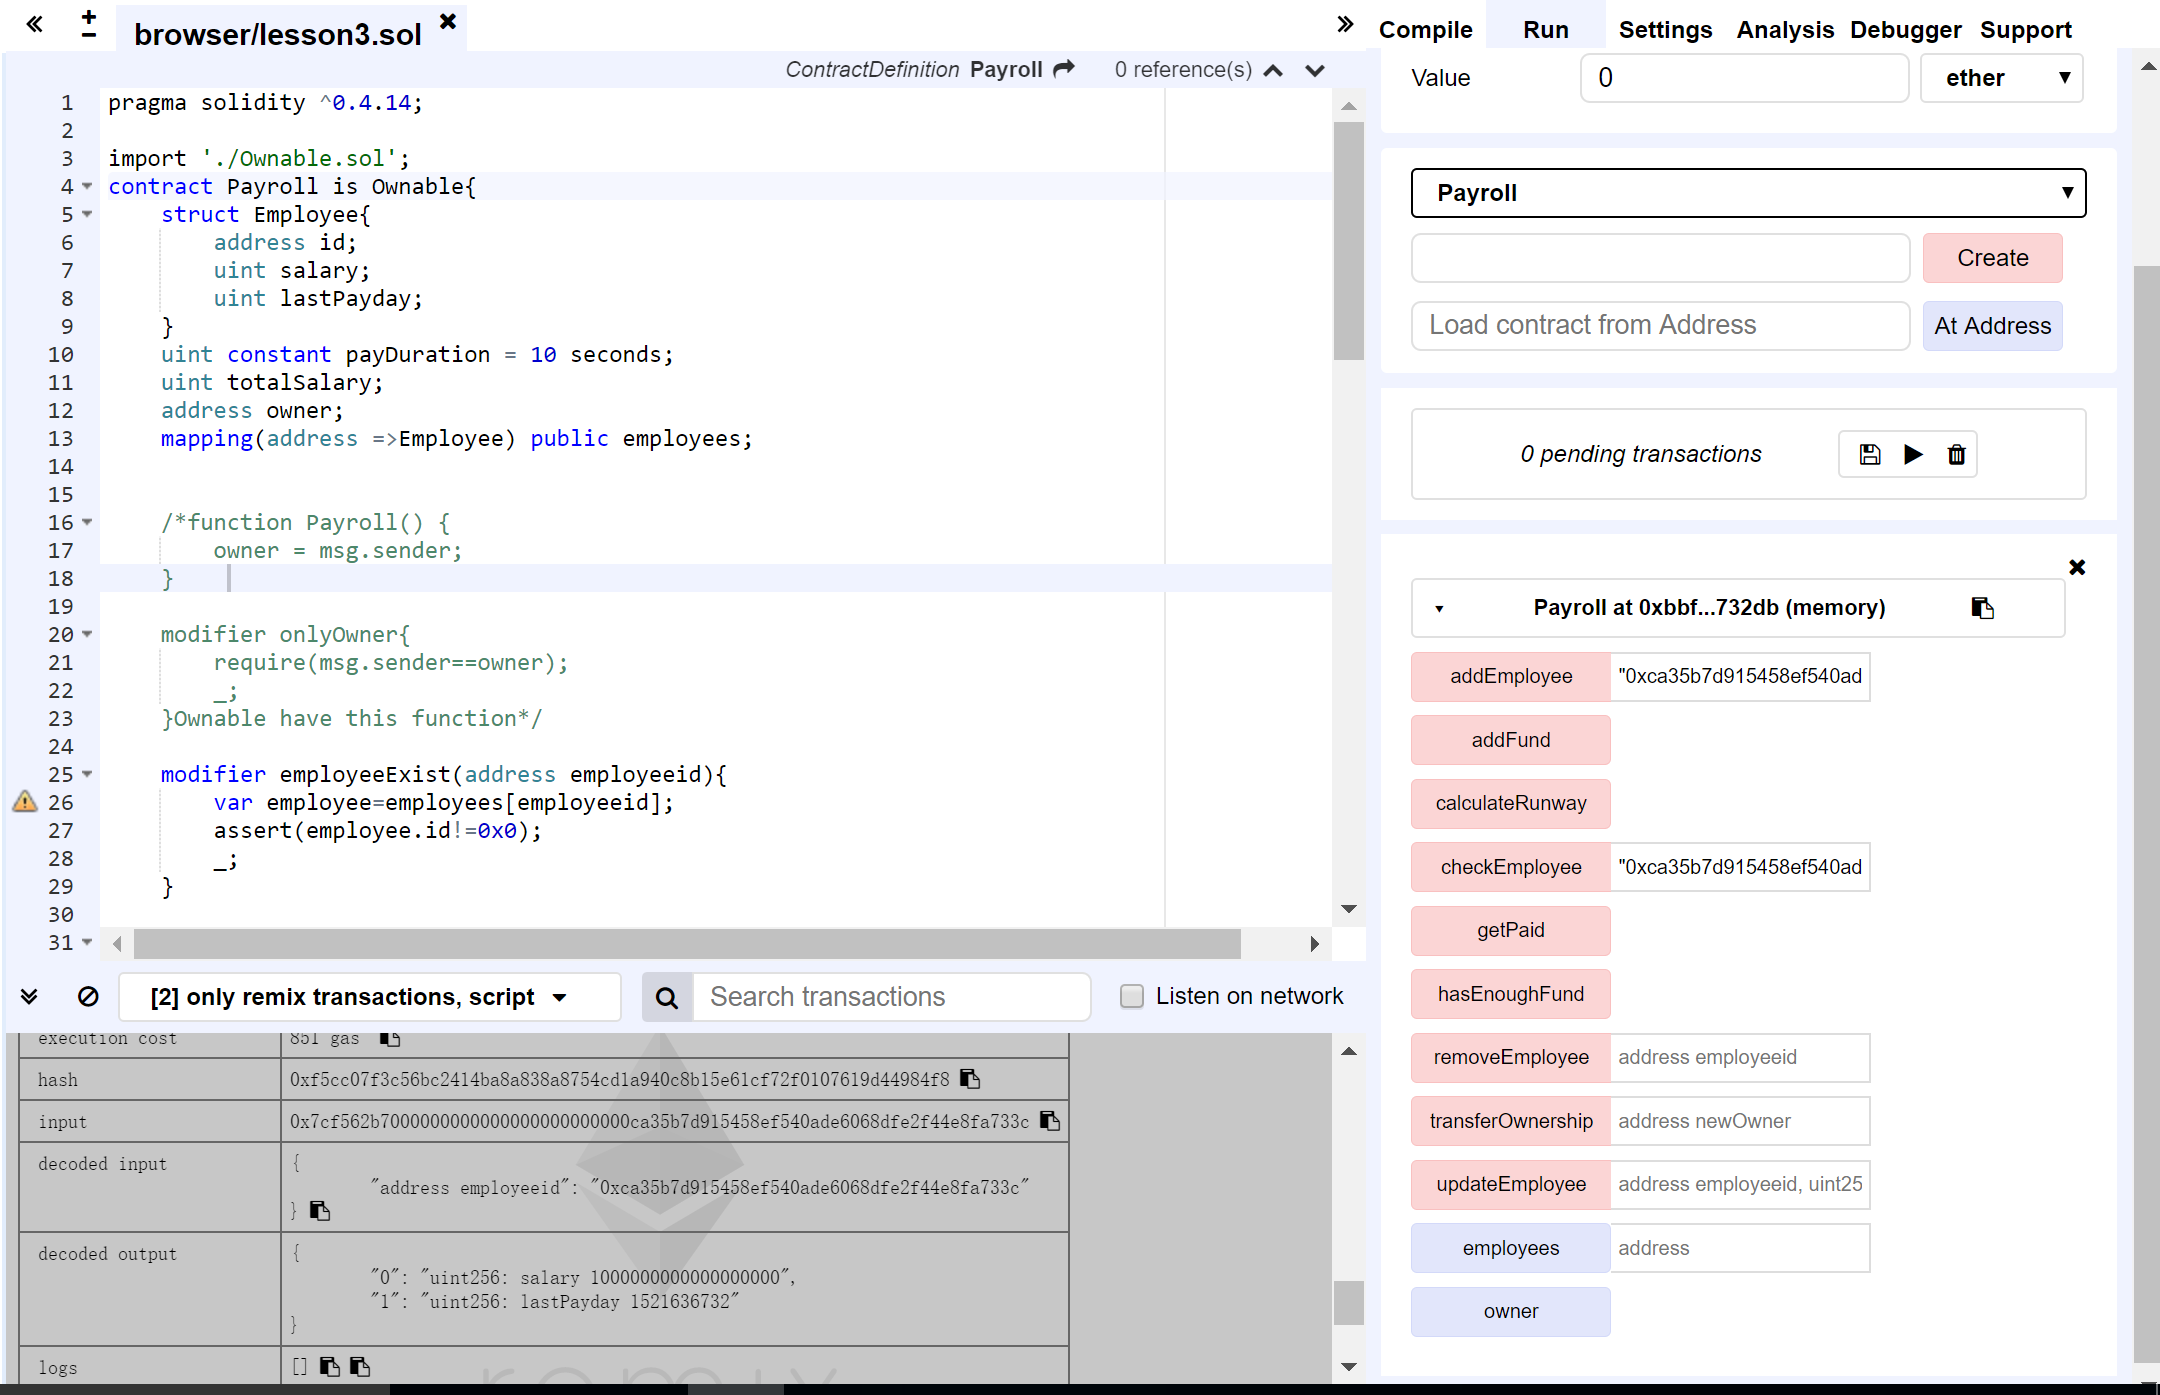 browser/lesson3.sol
ContractDefinition Payroll 0 reference(s)
1 pragma solidity ^0.4.14;
2
3 import './Ownable.sol';
4 contract Payroll is Ownable{
5     struct Employee{
6         address id;
7         uint salary;
8         uint lastPayday;
9     }
10     uint constant payDuration = 10 seconds;
11     uint totalSalary;
12     address owner;
13     mapping(address =>Employee) public employees;
14
15
16     /*function Payroll() {
17         owner = msg.sender;
18     }
19
20     modifier onlyOwner{
21         require(msg.sender==owner);
22         _;
23     }Ownable have this function*/
24
25     modifier employeeExist(address employeeid){
26         var employee=employees[employeeid];
27         assert(employee.id!=0x0);
28         _;
29     }
30
31
[2] only remix transactions, script
Search transactions
Listen on network
execution cost 851 gas
hash 0xf5cc07f3c56bc2414ba8a838a8754cd1a940c8b15e61cf72f0107619d44984f8
input 0x7cf562b7000000000000000000000000ca35b7d915458ef540ade6068dfe2f44e8fa733c
decoded input {
"address employeeid": "0xca35b7d915458ef540ade6068dfe2f44e8fa733c"
}
decoded output {
"0": "uint256: salary 1000000000000000000",
"1": "uint256: lastPayday 1521636732"
}
logs []
remix
Compile Run Settings Analysis Debugger Support
Value 0 ether
Payroll
Create
Load contract from Address At Address
0 pending transactions
Payroll at 0xbbf...732db (memory)
addEmployee "0xca35b7d915458ef540ad
addFund
calculateRunway
checkEmployee "0xca35b7d915458ef540ad
getPaid
hasEnoughFund
removeEmployee address employeeid
transferOwnership address newOwner
updateEmployee address employeeid, uint25
employees address
owner